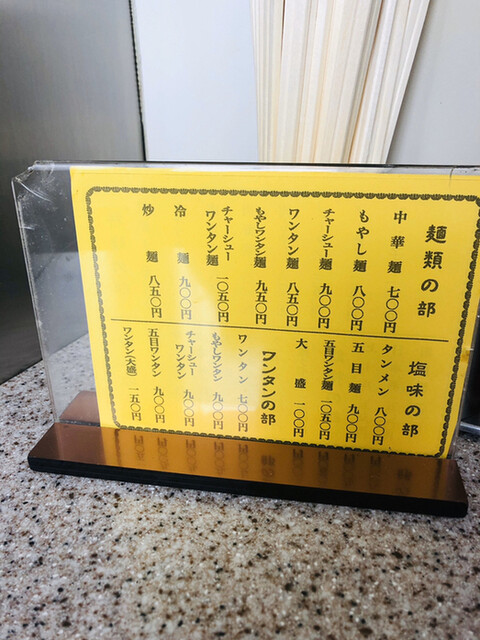 麺類の部
中華麺 七〇〇円
もやし麺 八〇〇円
チャーシュー麺 九〇〇円
ワンタン麺 八五〇円
もやしワンタン麺 九五〇円
チャーシュー
ワンタン麺 一〇五〇円
冷麺 九〇〇円
炒麺 八五〇円
塩味の部
タンメン 八〇〇円
五目麺 九〇〇円
五目ワンタン麺 一〇五〇円
大盛 一〇〇円
ワンタンの部
ワンタン 七〇〇円
もやしワンタン 九〇〇円
チャーシュー
ワンタン 九〇〇円
五目ワンタン 九〇〇円
ワンタン(大盛) 一五〇円